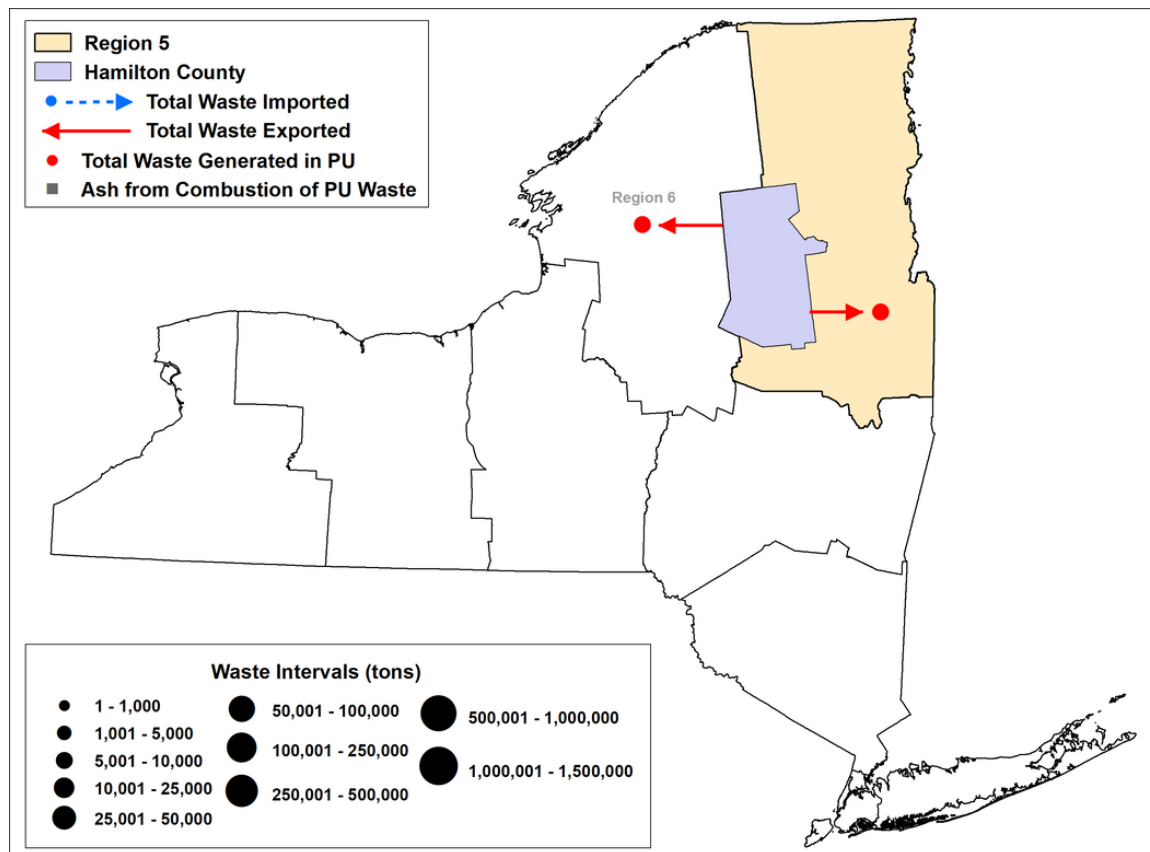 Region 5
Hamilton County
Total Waste Imported
Total Waste Exported
Total Waste Generated in PU
Ash from Combustion of PU Waste
Region 6
Waste Intervals (tons)
1 - 1,000
1,001 - 5,000
5,001 - 10,000
10,001 - 25,000
25,001 - 50,000
50,001 - 100,000
100,001 - 250,000
250,001 - 500,000
500,001 - 1,000,000
1,000,001 - 1,500,000